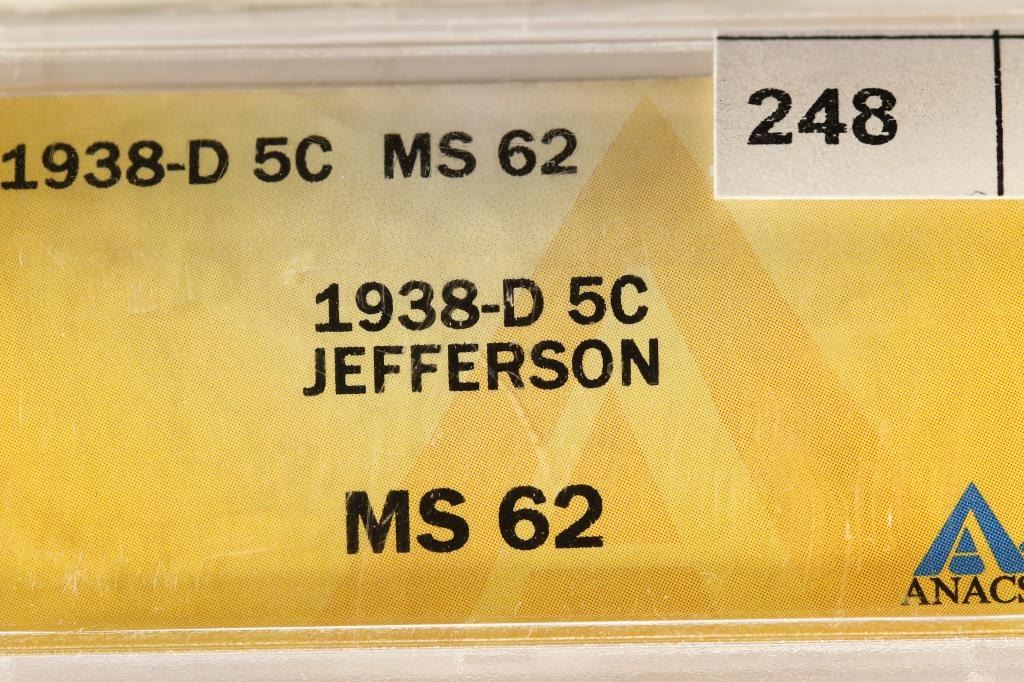 248
1938-D 5C MS 62
1938-D 5C
JEFFERSON
MS 62
ANACS